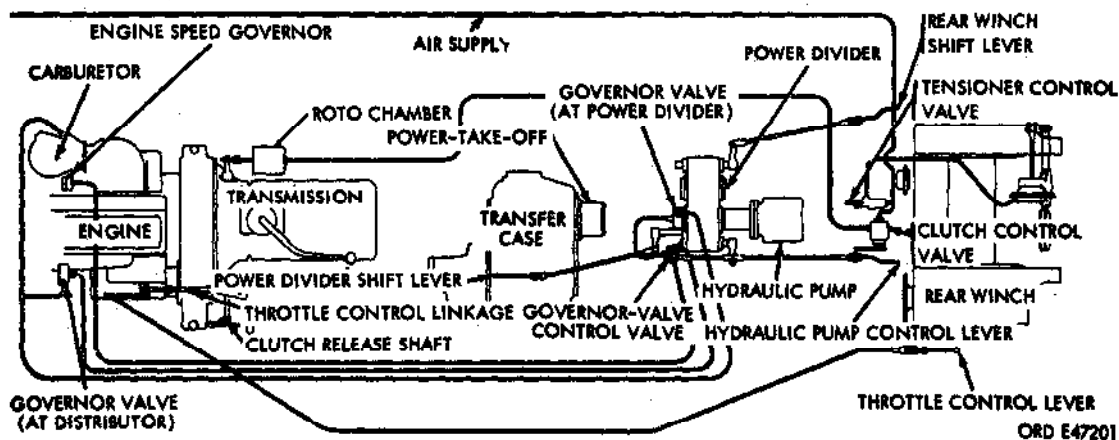 ENGINE SPEED GOVERNOR
CARBURETOR
AIR SUPPLY
REAR WINCH
SHIFT LEVER
POWER DIVIDER
TENSIONER CONTROL
VALVE
GOVERNOR VALVE
(AT POWER DIVIDER)
ROTO CHAMBER
POWER-TAKE-OFF
TRANSMISSION
TRANSFER
CASE
ENGINE
CLUTCH CONTROL
VALVE
POWER DIVIDER SHIFT LEVER
HYDRAULIC PUMP
REAR WINCH
THROTTLE CONTROL LINKAGE
GOVERNOR-VALVE
CONTROL VALVE
HYDRAULIC PUMP CONTROL LEVER
CLUTCH RELEASE SHAFT
GOVERNOR VALVE
(AT DISTRIBUTOR)
THROTTLE CONTROL LEVER
ORD E47201